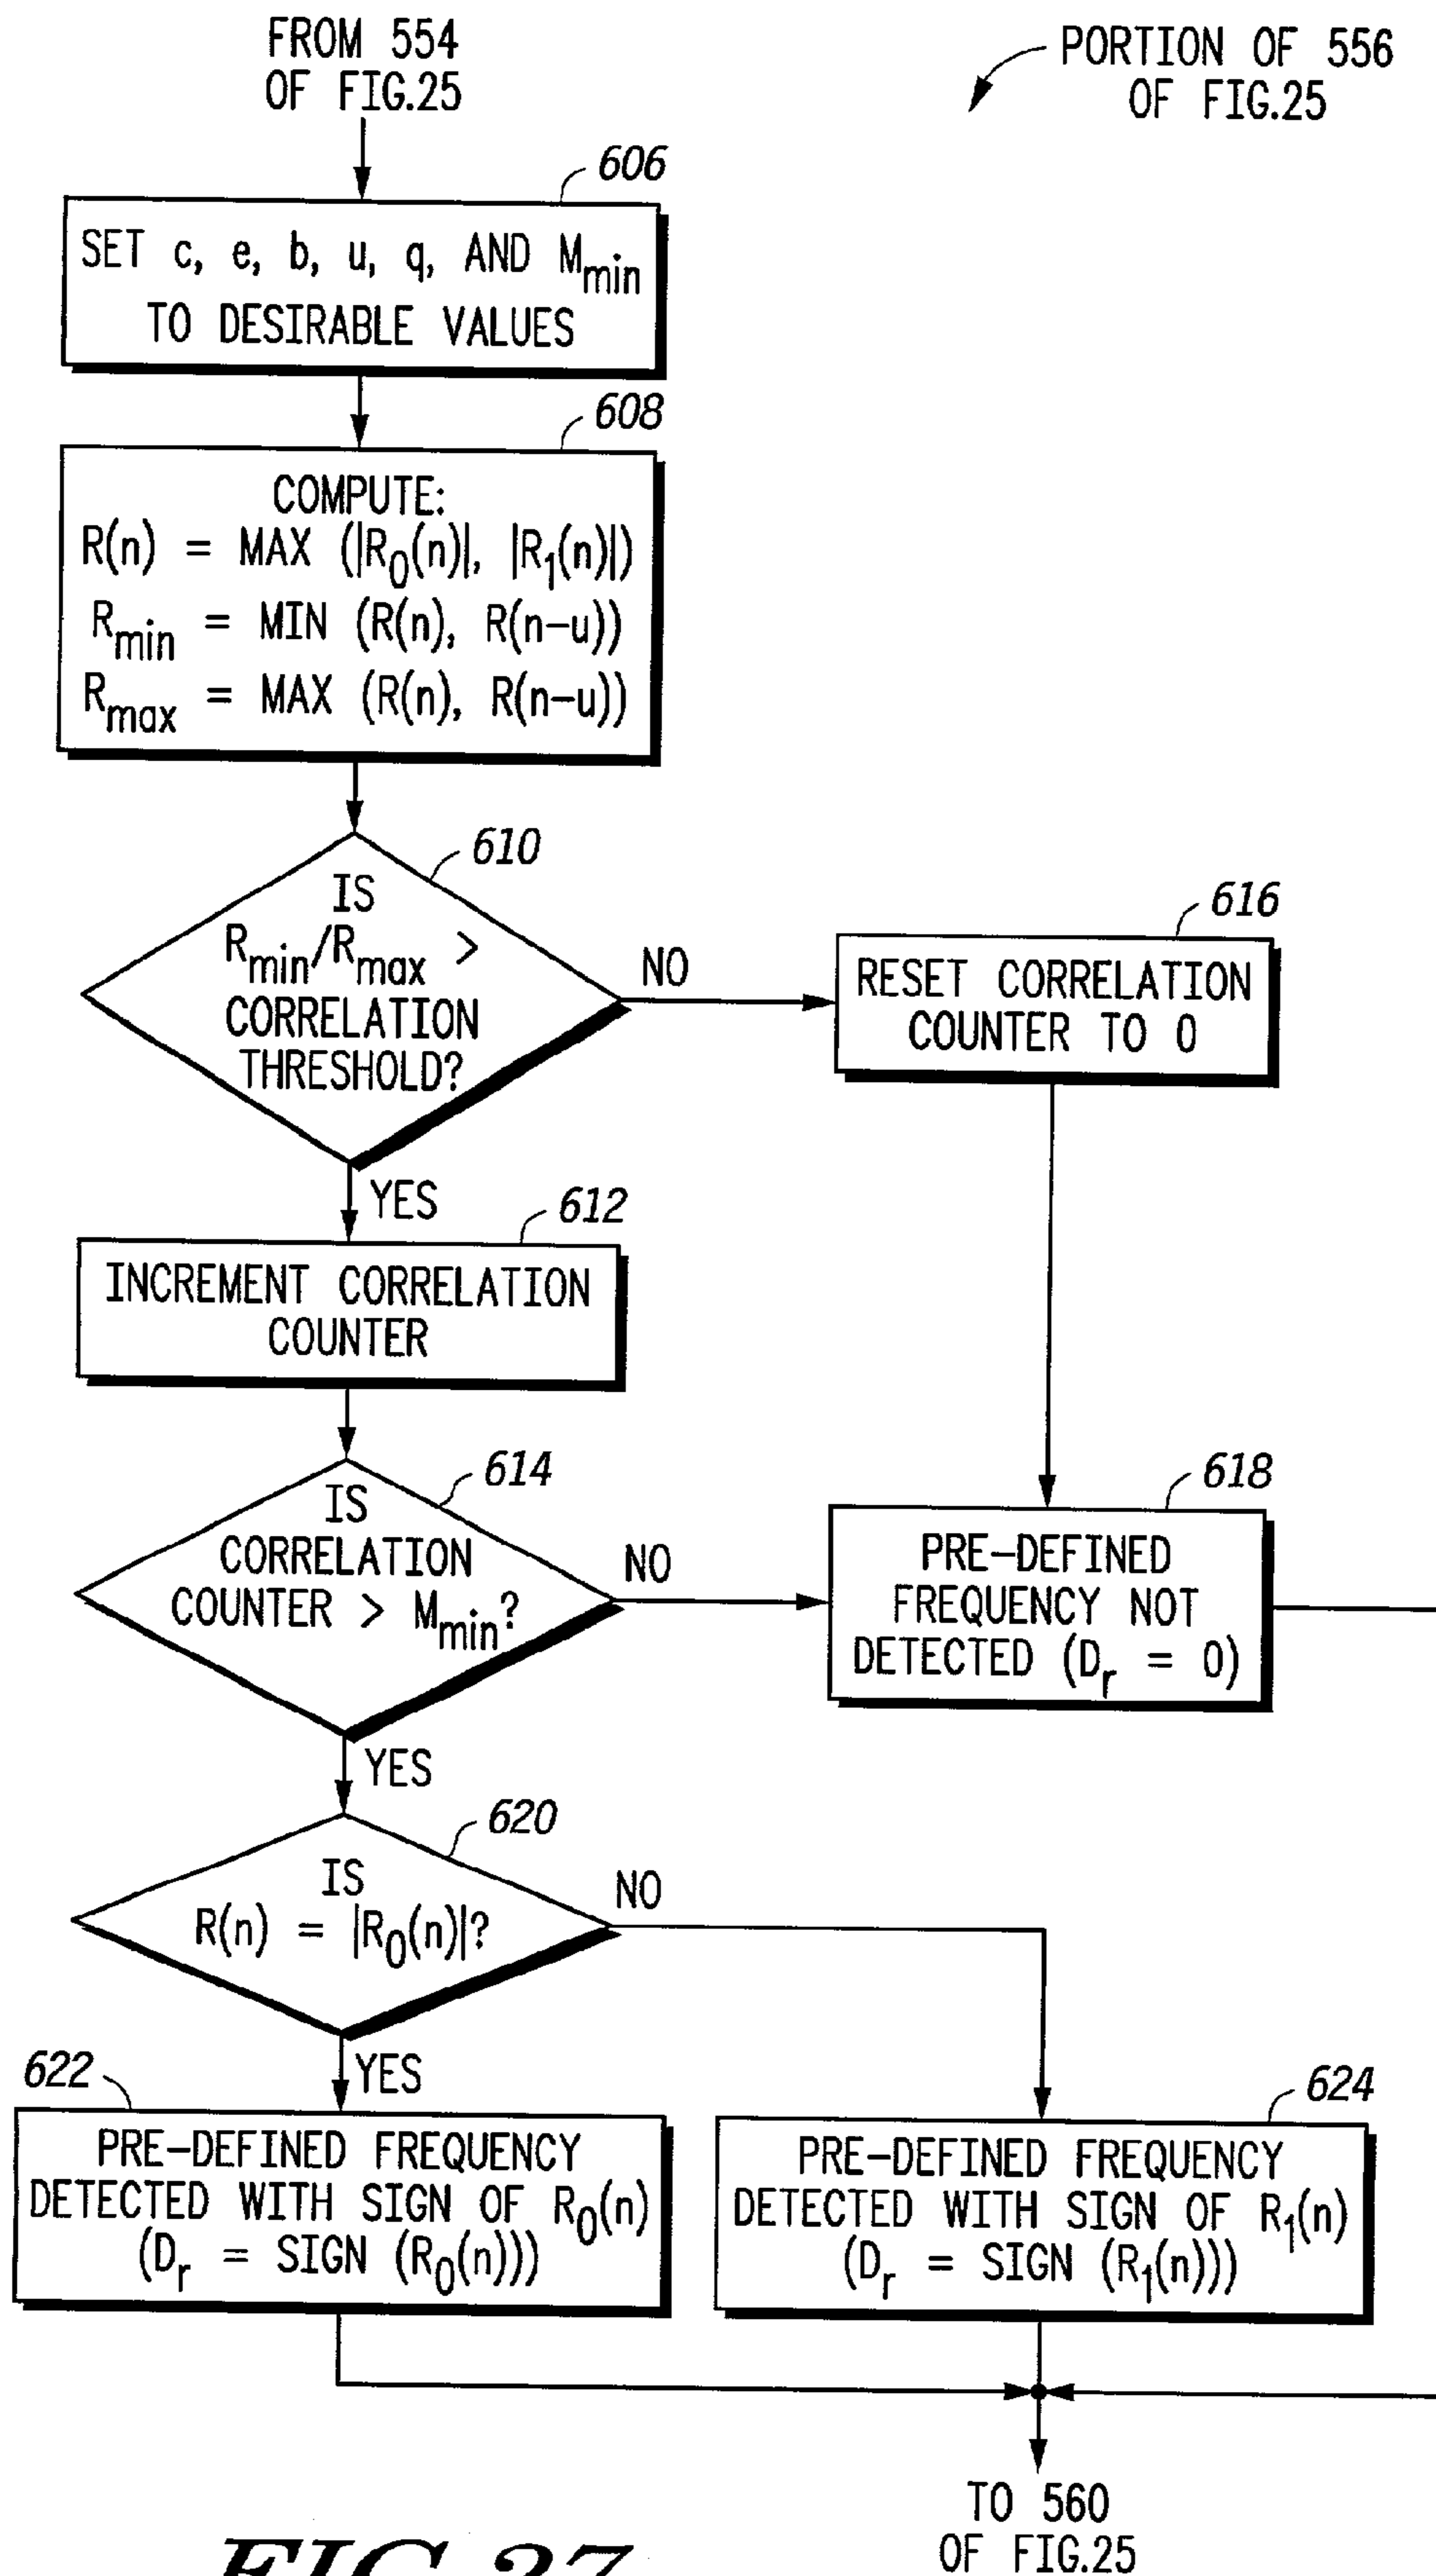 FROM 554
OF FIG.25
PORTION OF 556
OF FIG.25
606
SET c, e, b, u, q, AND Mmin
TO DESIRABLE VALUES
608
COMPUTE:
R(n) = MAX (|R0(n)|, |R1(n)|)
Rmin = MIN (R(n), R(n-u))
Rmax = MAX (R(n), R(n-u))
610
IS
Rmin/Rmax >
CORRELATION
THRESHOLD?
NO
616
RESET CORRELATION
COUNTER TO 0
YES
612
INCREMENT CORRELATION
COUNTER
614
IS
CORRELATION
COUNTER > Mmin?
NO
618
PRE-DEFINED
FREQUENCY NOT
DETECTED (Dr = 0)
YES
620
IS
R(n) = |R0(n)|?
NO
YES
622
PRE-DEFINED FREQUENCY
DETECTED WITH SIGN OF R0(n)
(Dr = SIGN (R0(n)))
624
PRE-DEFINED FREQUENCY
DETECTED WITH SIGN OF R1(n)
(Dr = SIGN (R1(n)))
TO 560
OF FIG.25
FIG.27